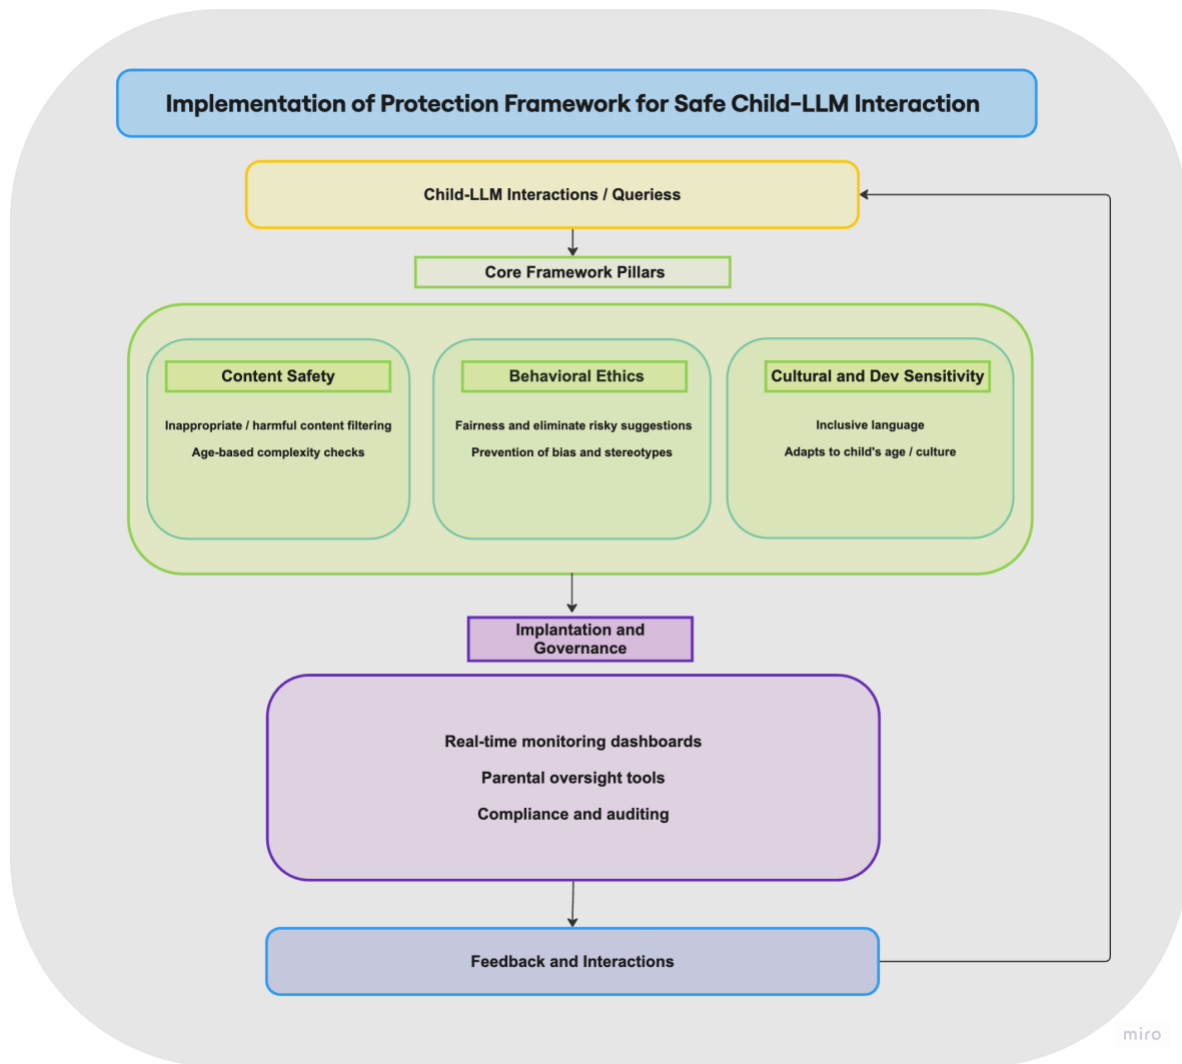 Implementation of Protection Framework for Safe Child-LLM Interaction
Child-LLM Interactions / Queriess
Core Framework Pillars
Content Safety
Inappropriate / harmful content filtering
Age-based complexity checks
Behavioral Ethics
Fairness and eliminate risky suggestions
Prevention of bias and stereotypes
Cultural and Dev Sensitivity
Inclusive language
Adapts to child's age / culture
Implantation and
Governance
Real-time monitoring dashboards
Parental oversight tools
Compliance and auditing
Feedback and Interactions
miro